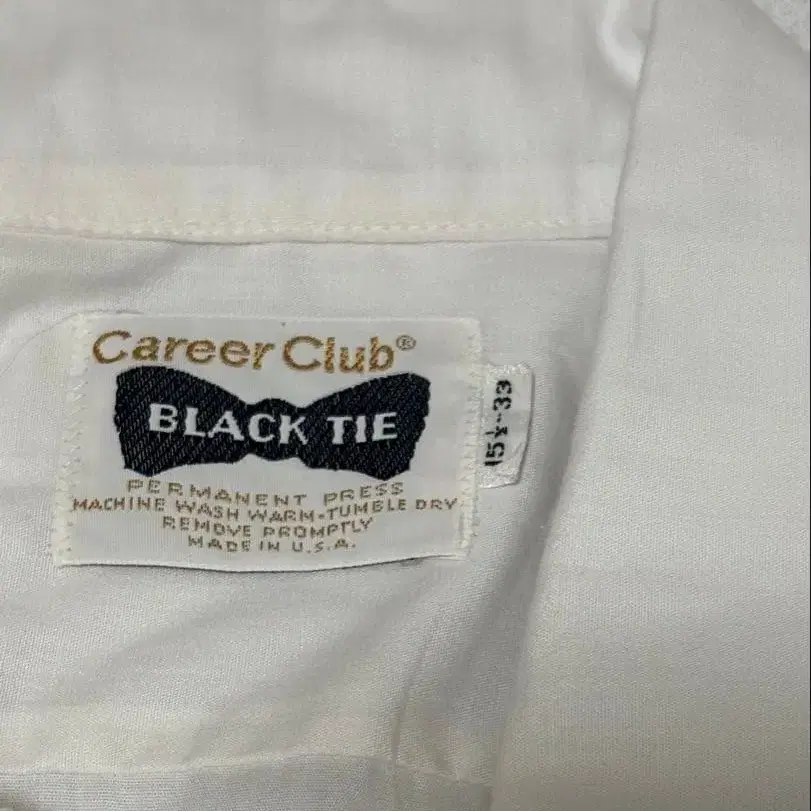 Career Club®
BLACK TIE
PERMANENT PRESS
MACHINE WASH WARM-TUMBLE DRY
REMOVE PROMPTLY
MADE IN U.S.A.
15½-33